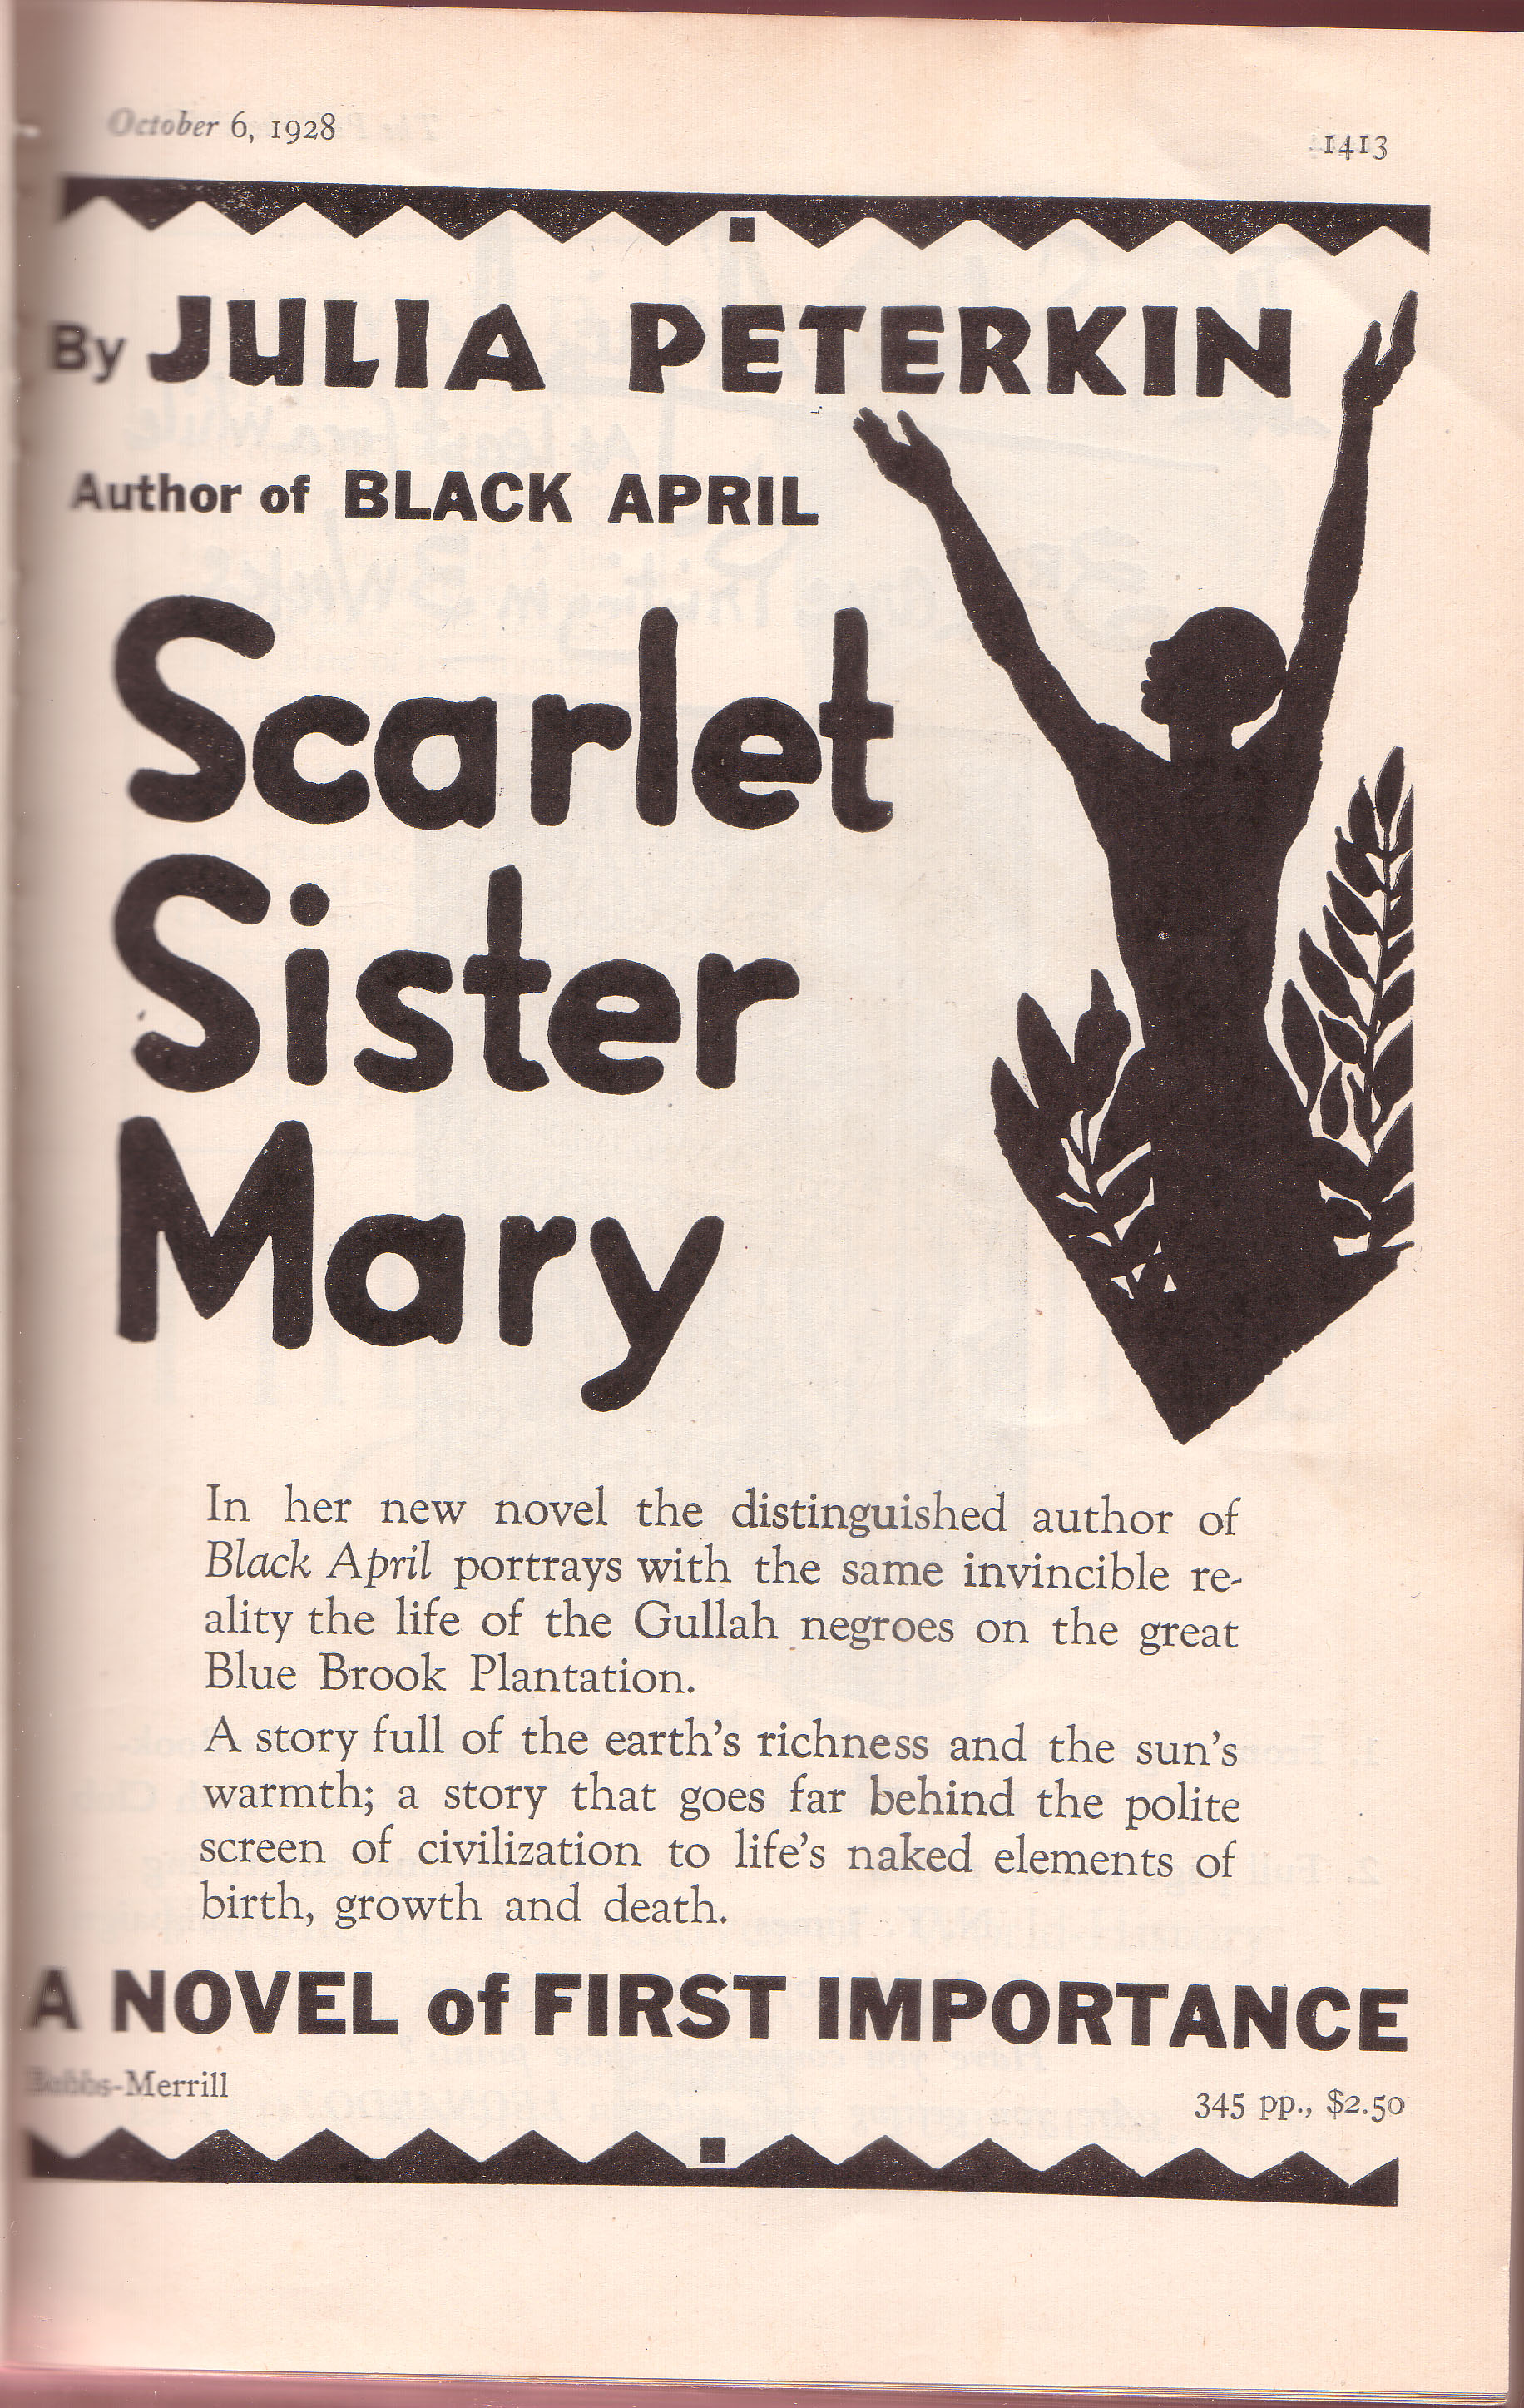 October 6, 1928
1413
By JULIA PETERKIN
Author of BLACK APRIL
Scarlet
Sister
Mary
In her new novel the distinguished author of
Black April portrays with the same invincible re-
ality the life of the Gullah negroes on the great
Blue Brook Plantation.
A story full of the earth's richness and the sun's
warmth; a story that goes far behind the polite
screen of civilization to life's naked elements of
birth, growth and death.
A NOVEL of FIRST IMPORTANCE
Bobbs-Merrill
345 pp., $2.50